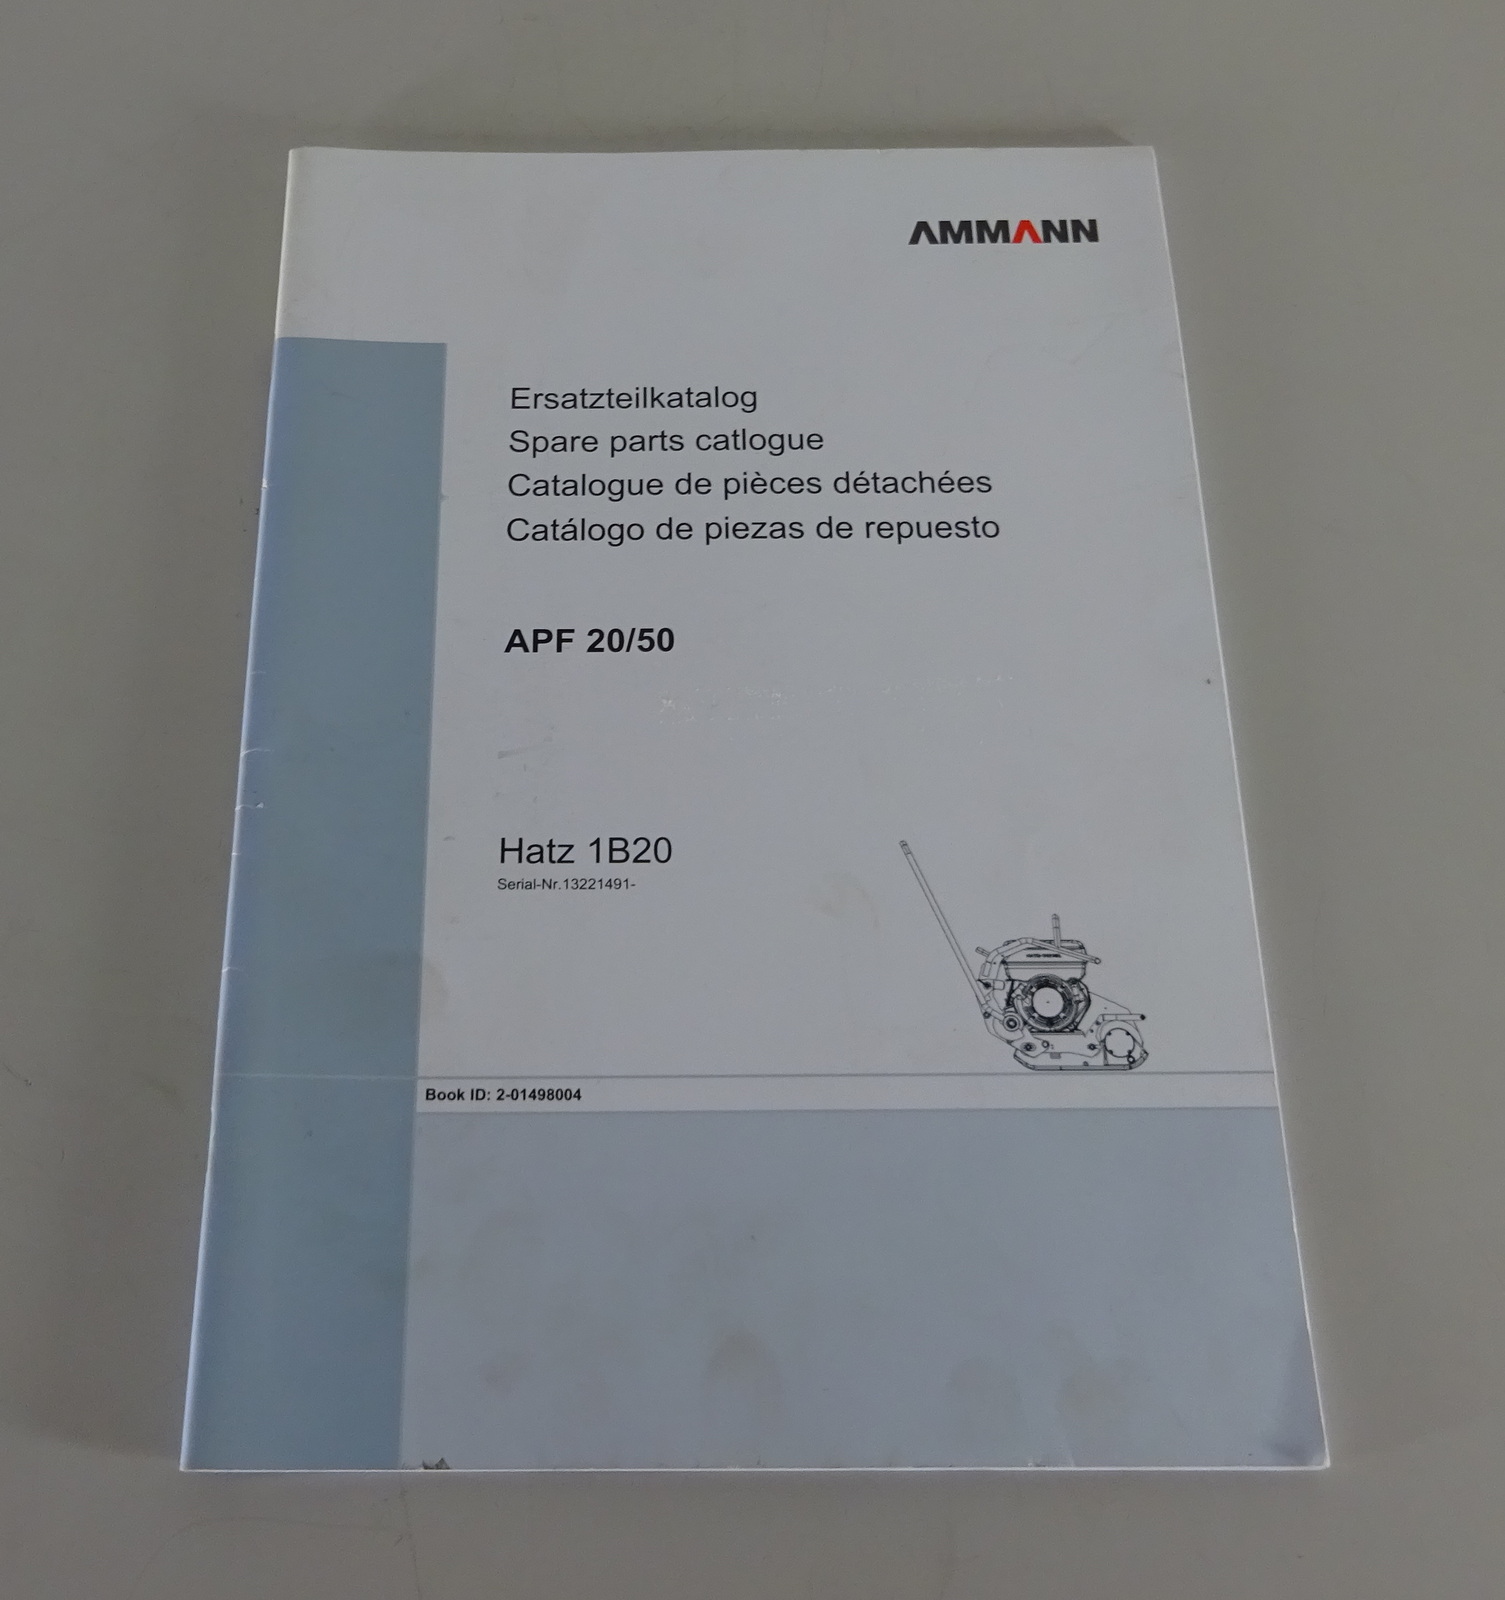 AMMANN
Ersatzteilkatalog
Spare parts catlogue
Catalogue de pièces détachées
Catálogo de piezas de repuesto
APF 20/50
Hatz 1B20
Serial-Nr.13221491-
Book ID: 2-01498004